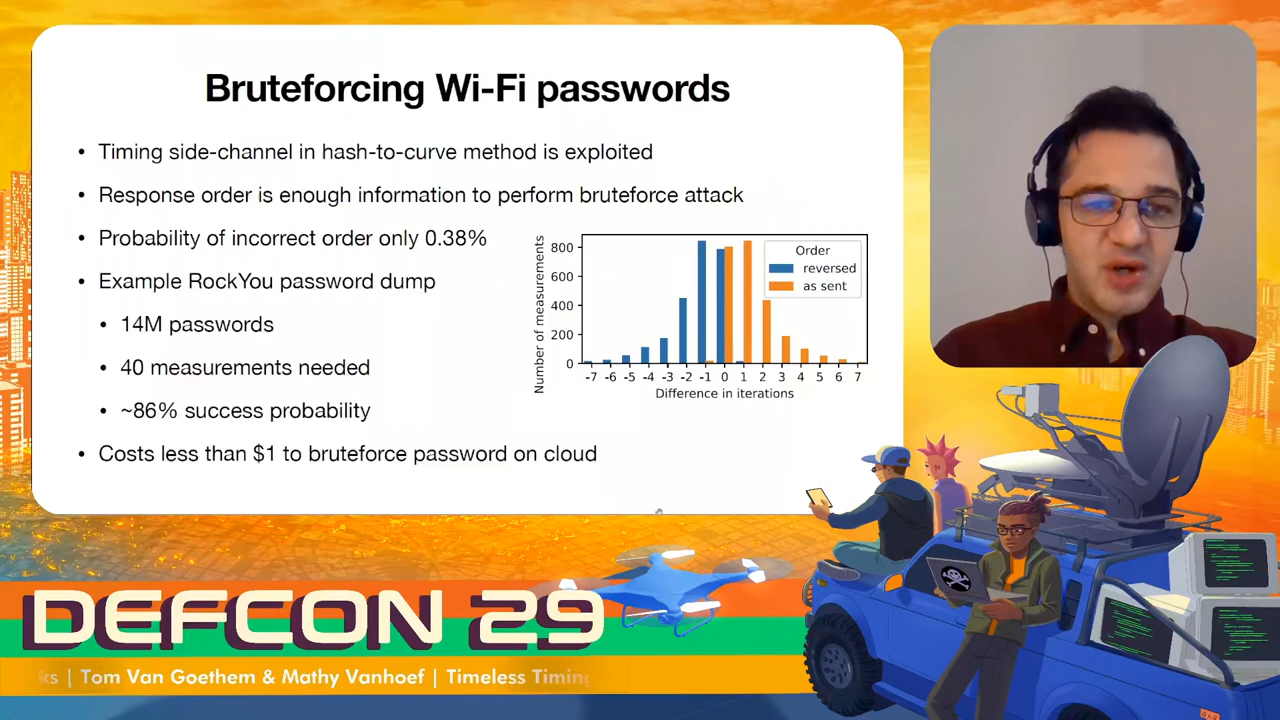 Bruteforcing Wi-Fi passwords
• Timing side-channel in hash-to-curve method is exploited
• Response order is enough information to perform bruteforce attack
• Probability of incorrect order only 0.38%
• Example RockYou password dump
• 14M passwords
• 40 measurements needed
• ~86% success probability
• Costs less than $1 to bruteforce password on cloud
Number of measurements
800
600
400
200
0
Order
reversed
as sent
-7 -6 -5 -4 -3 -2 -1 0 1 2 3 4 5 6 7
Difference in iterations
DEFCON 29
ks | Tom Van Goethem & Mathy Vanhoef | Timeless Timing